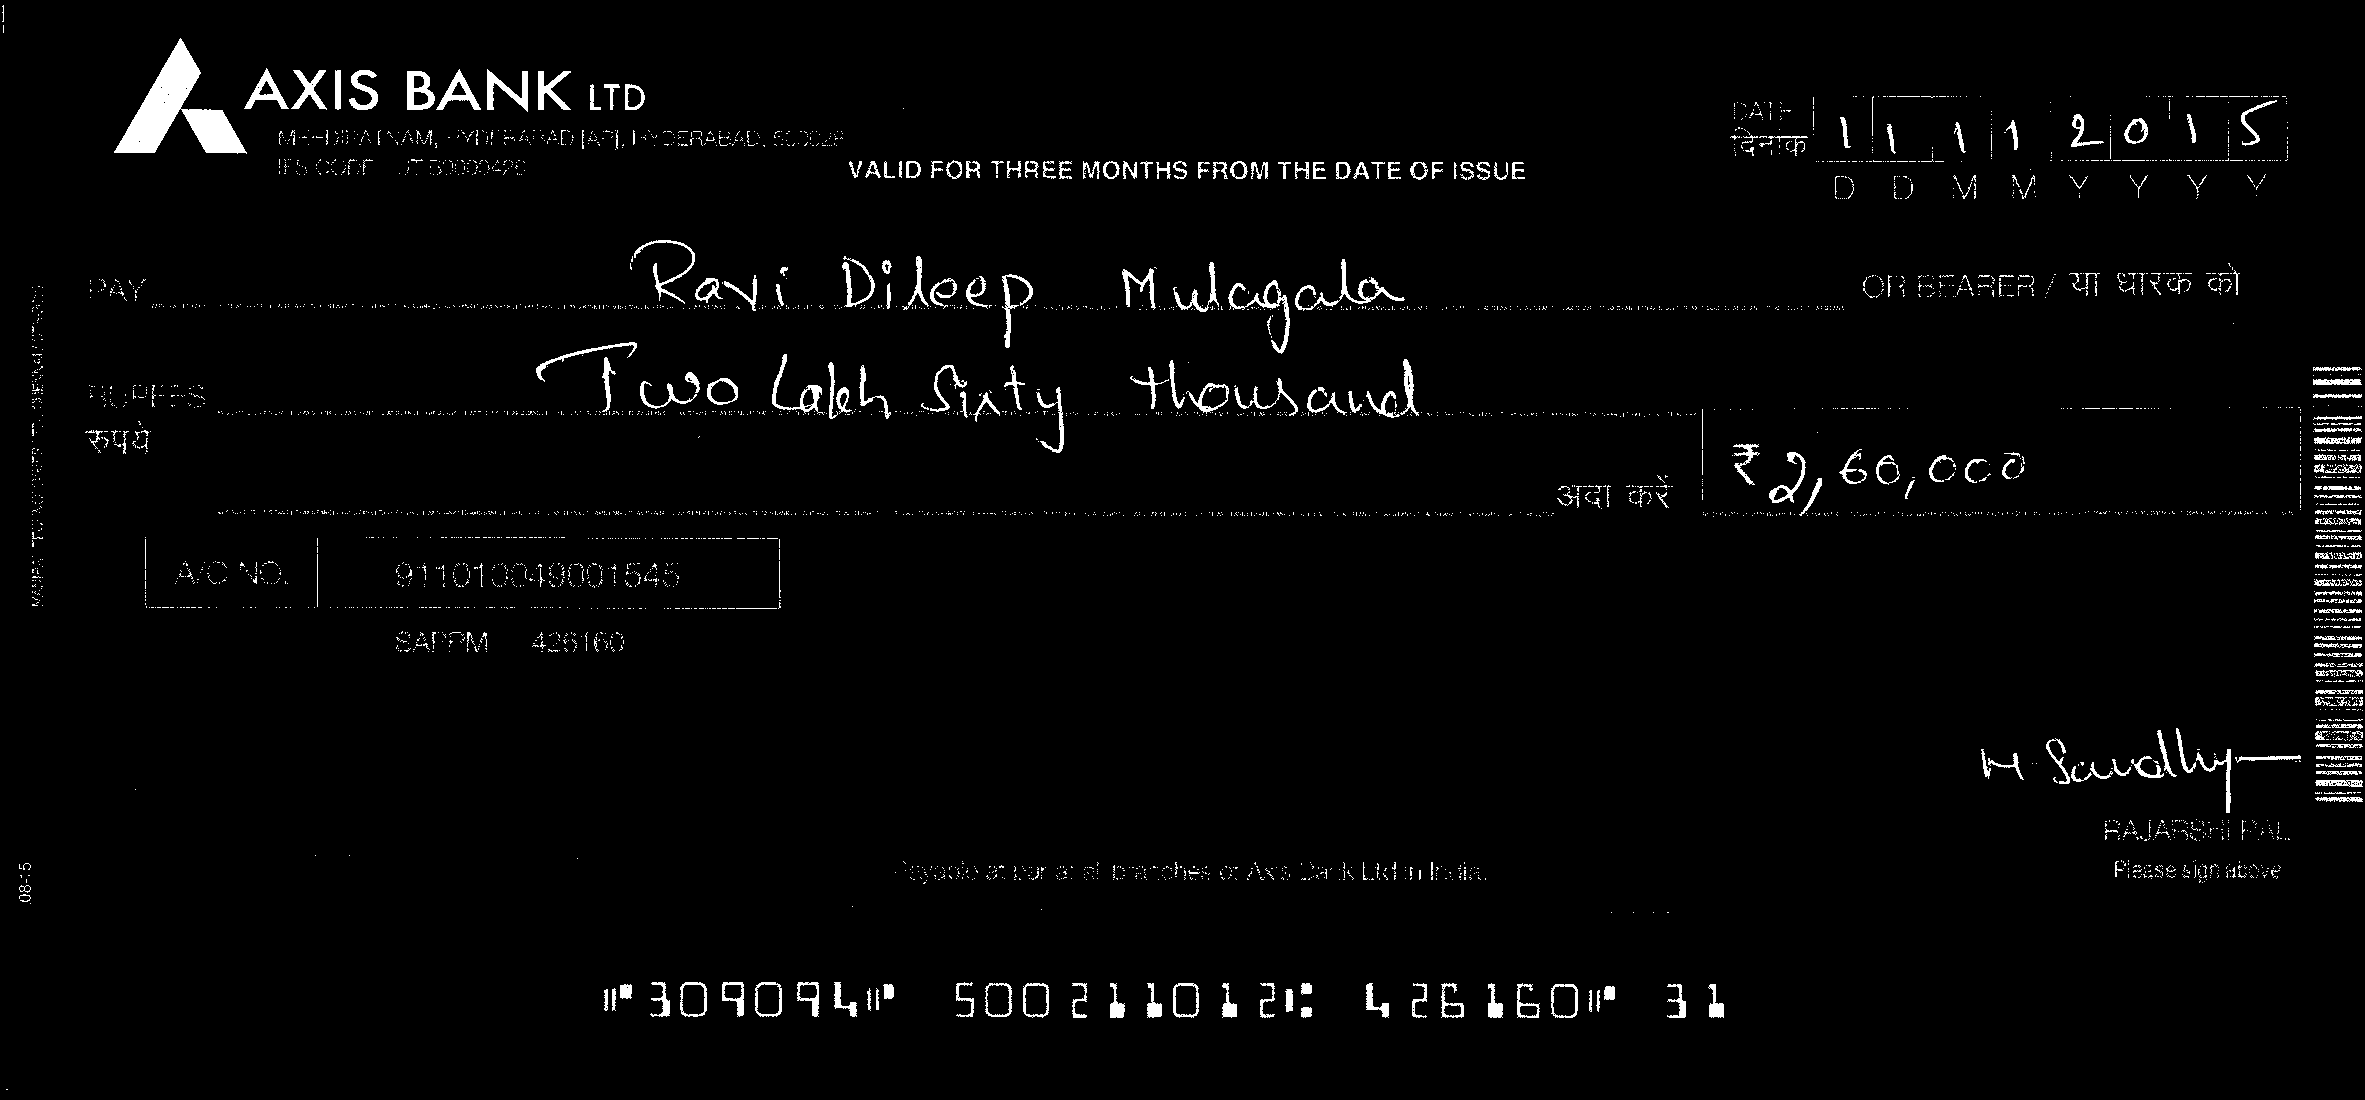 AXIS BANK LTD
MEHDIPATNAM, HYDERABAD [AP], HYDERABAD, 500028
IFS CODE UTIB0000426
VALID FOR THREE MONTHS FROM THE DATE OF ISSUE
DATE
दिनांक
1 1 1 1 2 0 1 5
D D M M Y Y Y Y
PAY Ravi Dileep Mulagala OR BEARER / या धारक को
RUPEES Two Lakh Sixty thousand
रुपये
अदा करें ₹ 2,60,000
A/C NO. 911010049001545
426160
M. Sandhy
RAJARSHI PAL
Please sign above
Payable at par at all branches of Axis Bank Ltd in India.
08-15
⑈309094⑈ 500211012⑆ 426160⑈ 31